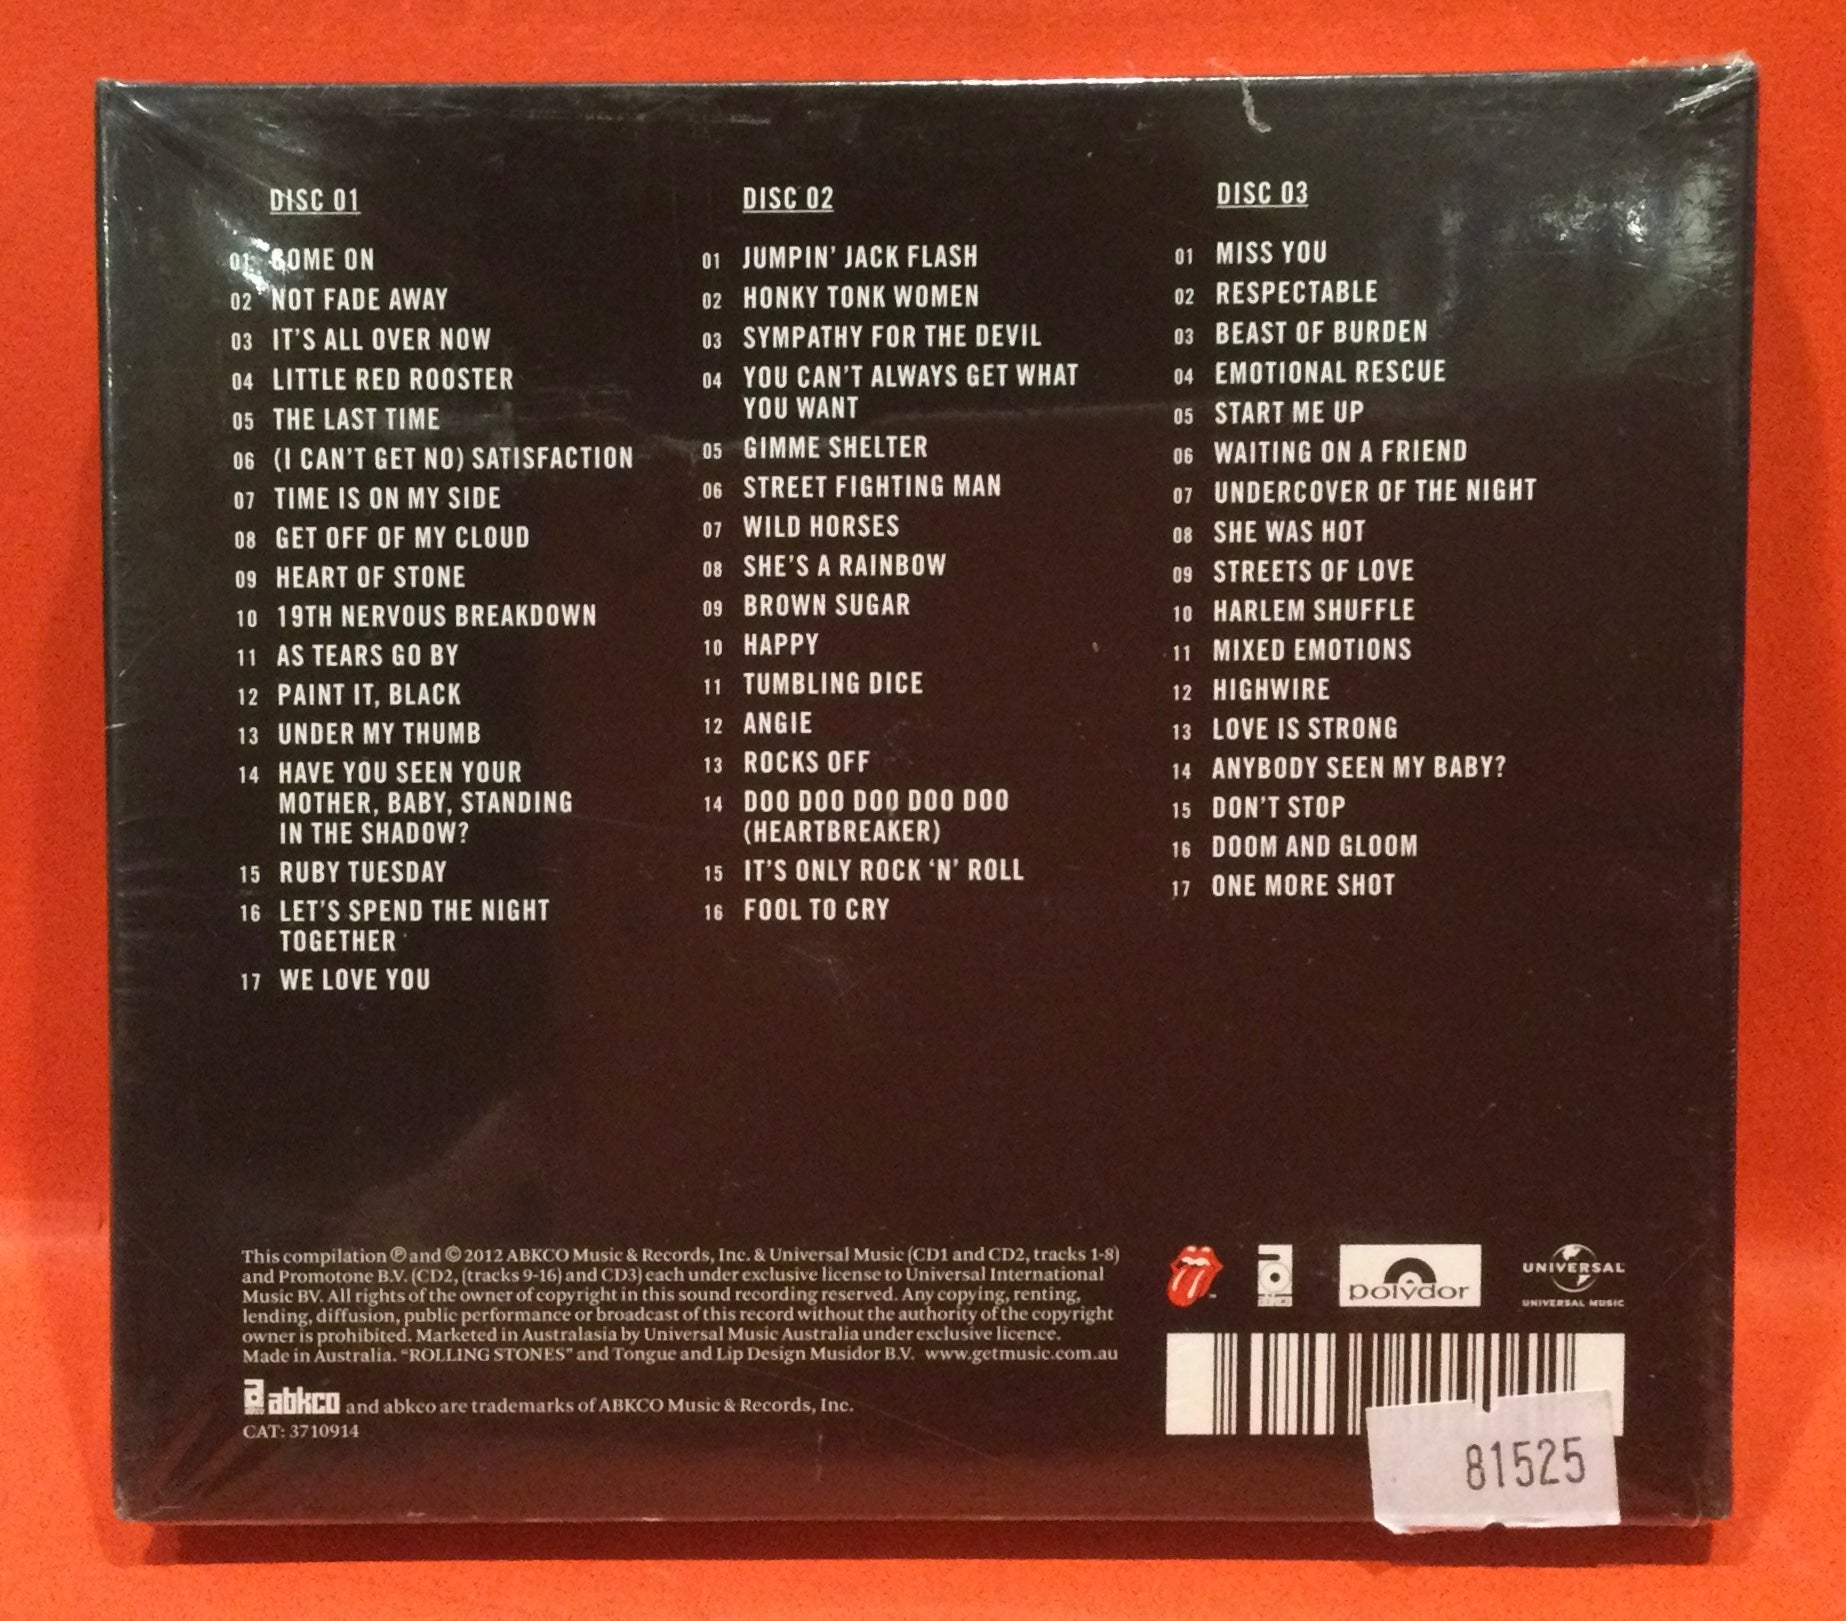 DISC 01
01 COME ON
02 NOT FADE AWAY
03 IT'S ALL OVER NOW
04 LITTLE RED ROOSTER
05 THE LAST TIME
06 (I CAN'T GET NO) SATISFACTION
07 TIME IS ON MY SIDE
08 GET OFF OF MY CLOUD
09 HEART OF STONE
10 19TH NERVOUS BREAKDOWN
11 AS TEARS GO BY
12 PAINT IT, BLACK
13 UNDER MY THUMB
14 HAVE YOU SEEN YOUR
MOTHER, BABY, STANDING
IN THE SHADOW?
15 RUBY TUESDAY
16 LET'S SPEND THE NIGHT
TOGETHER
17 WE LOVE YOU
DISC 02
01 JUMPIN' JACK FLASH
02 HONKY TONK WOMEN
03 SYMPATHY FOR THE DEVIL
04 YOU CAN'T ALWAYS GET WHAT
YOU WANT
05 GIMME SHELTER
06 STREET FIGHTING MAN
07 WILD HORSES
08 SHE'S A RAINBOW
09 BROWN SUGAR
10 HAPPY
11 TUMBLING DICE
12 ANGIE
13 ROCKS OFF
14 DOO DOO DOO DOO DOO
(HEARTBREAKER)
15 IT'S ONLY ROCK 'N' ROLL
16 FOOL TO CRY
DISC 03
01 MISS YOU
02 RESPECTABLE
03 BEAST OF BURDEN
04 EMOTIONAL RESCUE
05 START ME UP
06 WAITING ON A FRIEND
07 UNDERCOVER OF THE NIGHT
08 SHE WAS HOT
09 STREETS OF LOVE
10 HARLEM SHUFFLE
11 MIXED EMOTIONS
12 HIGHWIRE
13 LOVE IS STRONG
14 ANYBODY SEEN MY BABY?
15 DON'T STOP
16 DOOM AND GLOOM
17 ONE MORE SHOT
This compilation ℗ and © 2012 ABKCO Music & Records, Inc. & Universal Music (CD1 and CD2, tracks 1-8)
and Promotone B.V. (CD2, (tracks 9-16) and CD3) each under exclusive license to Universal International
Music BV. All rights of the owner of copyright in this sound recording reserved. Any copying, renting,
lending, diffusion, public performance or broadcast of this record without the authority of the copyright
owner is prohibited. Marketed in Australasia by Universal Music Australia under exclusive licence.
Made in Australia. "ROLLING STONES" and Tongue and Lip Design Musidor B.V. www.getmusic.com.au
abkco and abkco are trademarks of ABKCO Music & Records, Inc.
CAT: 3710914
polydor
UNIVERSAL
UNIVERSAL MUSIC
81525